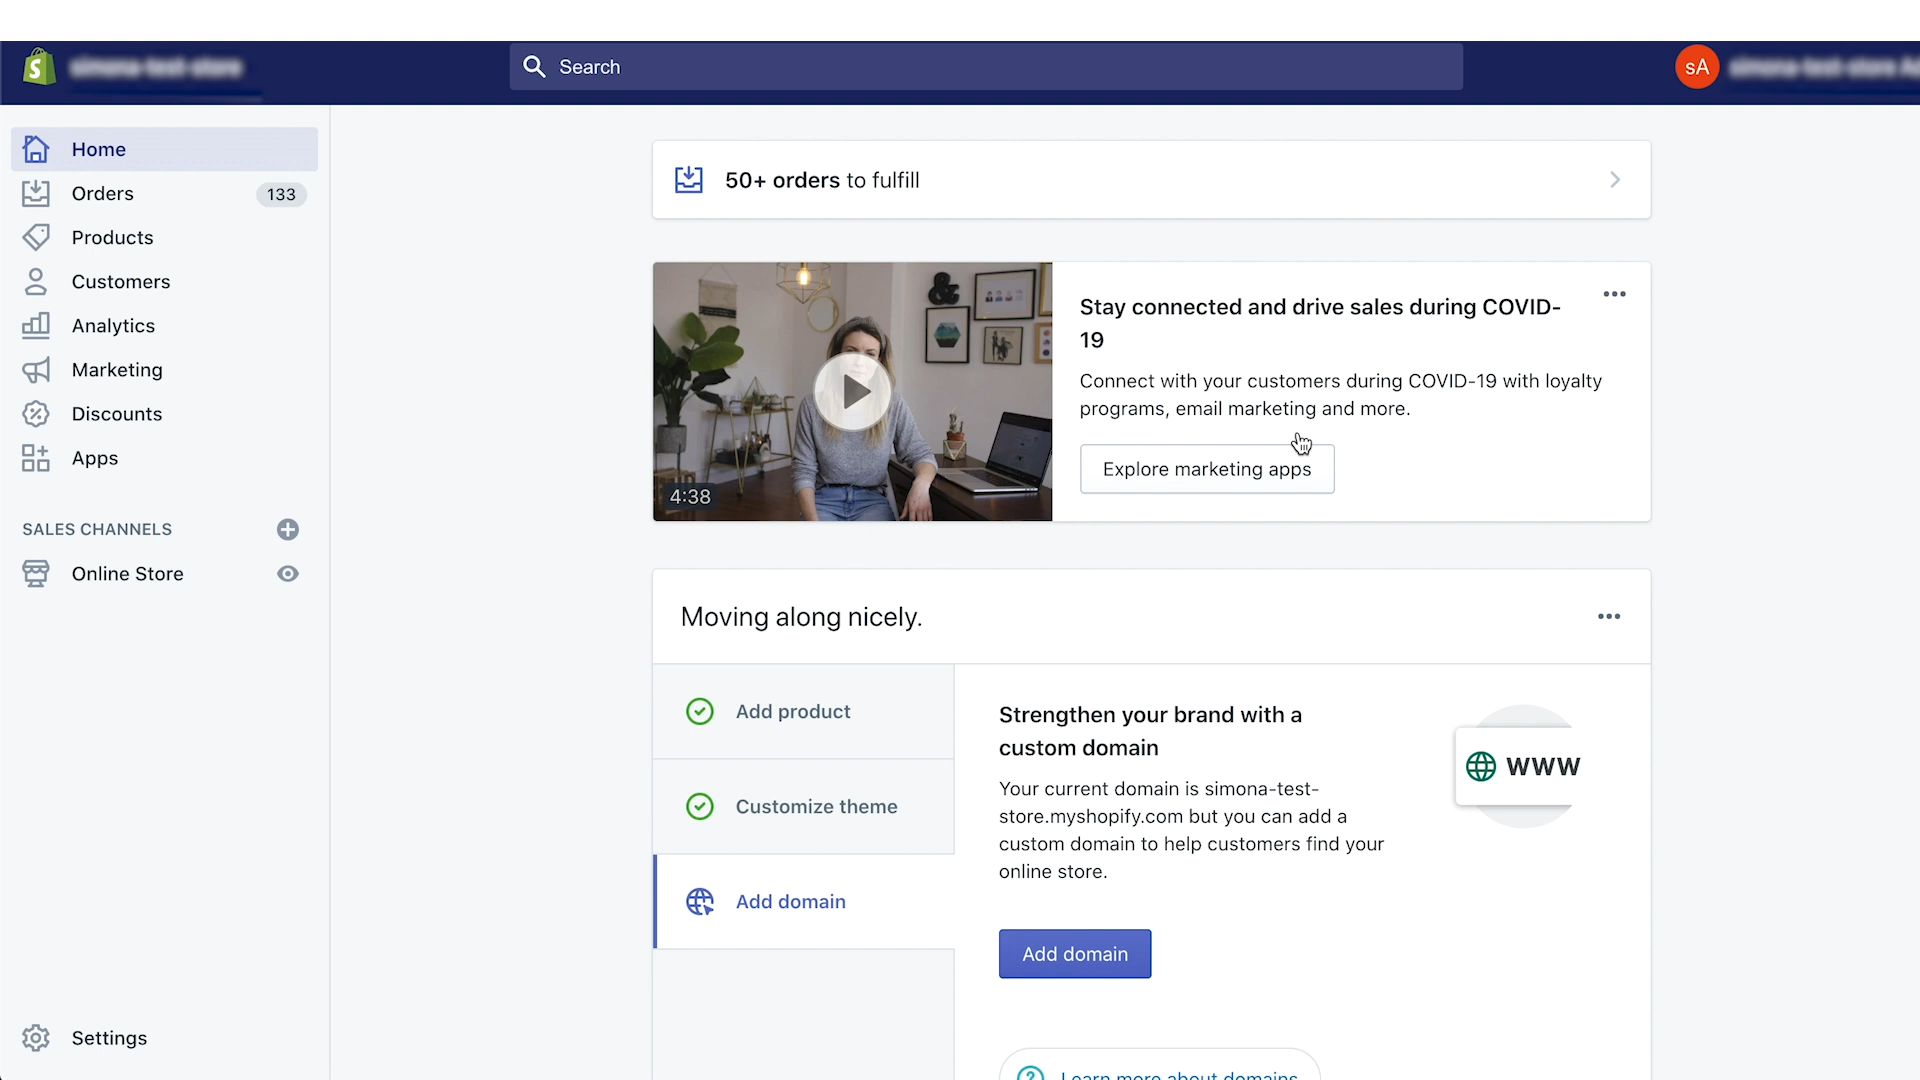 Search
sA
Home
Orders
133
Products
Customers
Analytics
Marketing
Discounts
Apps
SALES CHANNELS
Online Store
Settings
50+ orders to fulfill
4:38
Stay connected and drive sales during COVID-
19
Connect with your customers during COVID-19 with loyalty
programs, email marketing and more.
Explore marketing apps
Moving along nicely.
Add product
Customize theme
Add domain
Strengthen your brand with a
custom domain
Your current domain is simona-test-
store.myshopify.com but you can add a
custom domain to help customers find your
online store.
WWW
Add domain
Learn more about domains